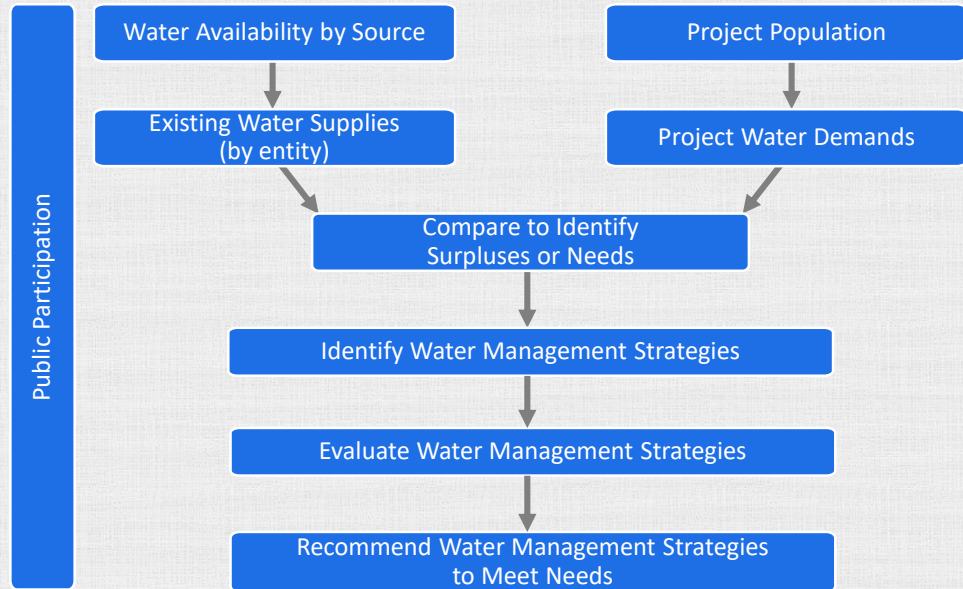 Public Participation
Water Availability by Source
Project Population
Existing Water Supplies
(by entity)
Project Water Demands
Compare to Identify
Surpluses or Needs
Identify Water Management Strategies
Evaluate Water Management Strategies
Recommend Water Management Strategies
to Meet Needs